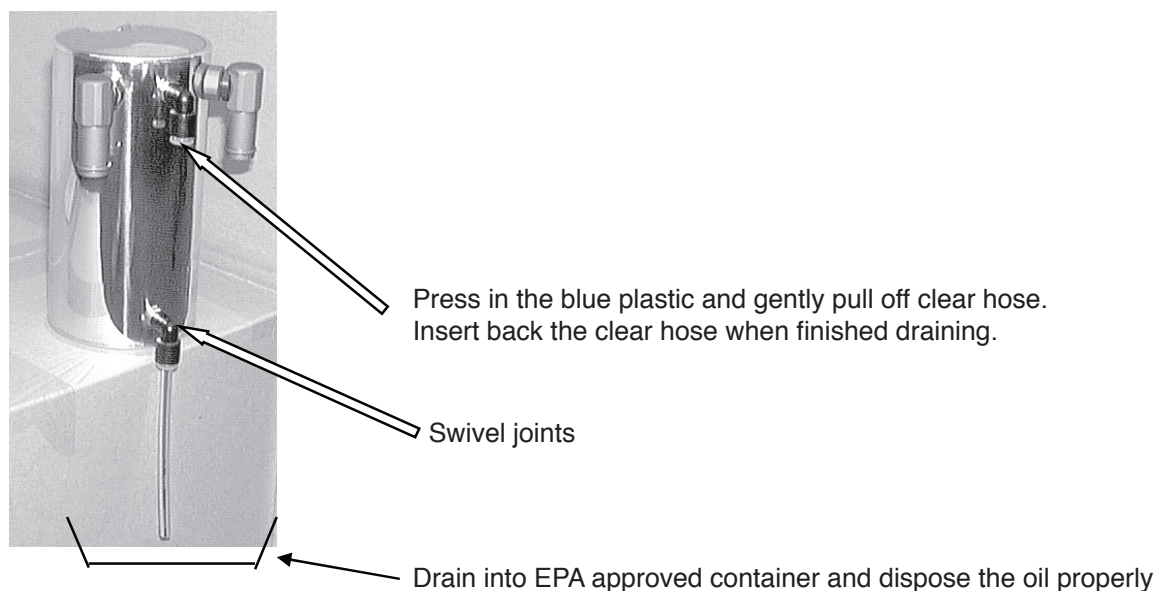 Press in the blue plastic and gently pull off clear hose.
Insert back the clear hose when finished draining.
Swivel joints
Drain into EPA approved container and dispose the oil properly